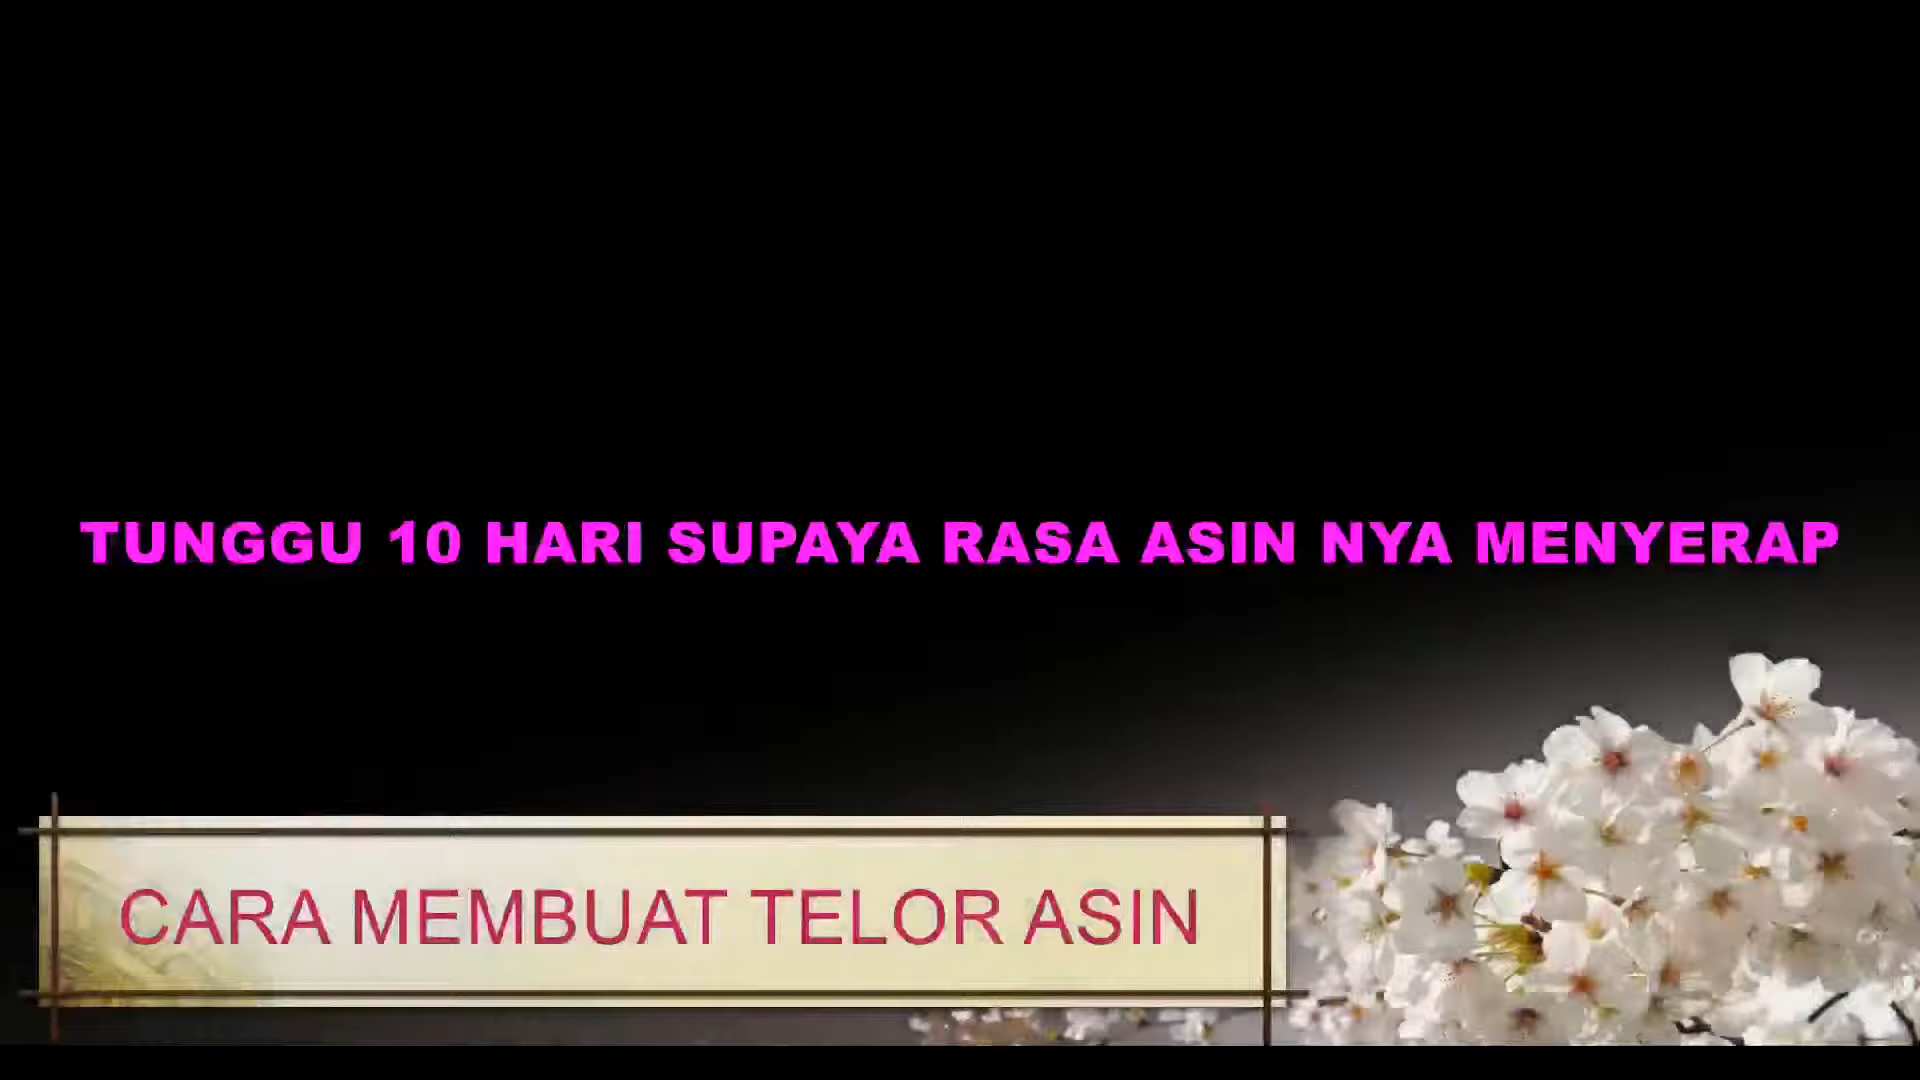 TUNGGU 10 HARI SUPAYA RASA ASIN NYA MENYERAP
CARA MEMBUAT TELOR ASIN